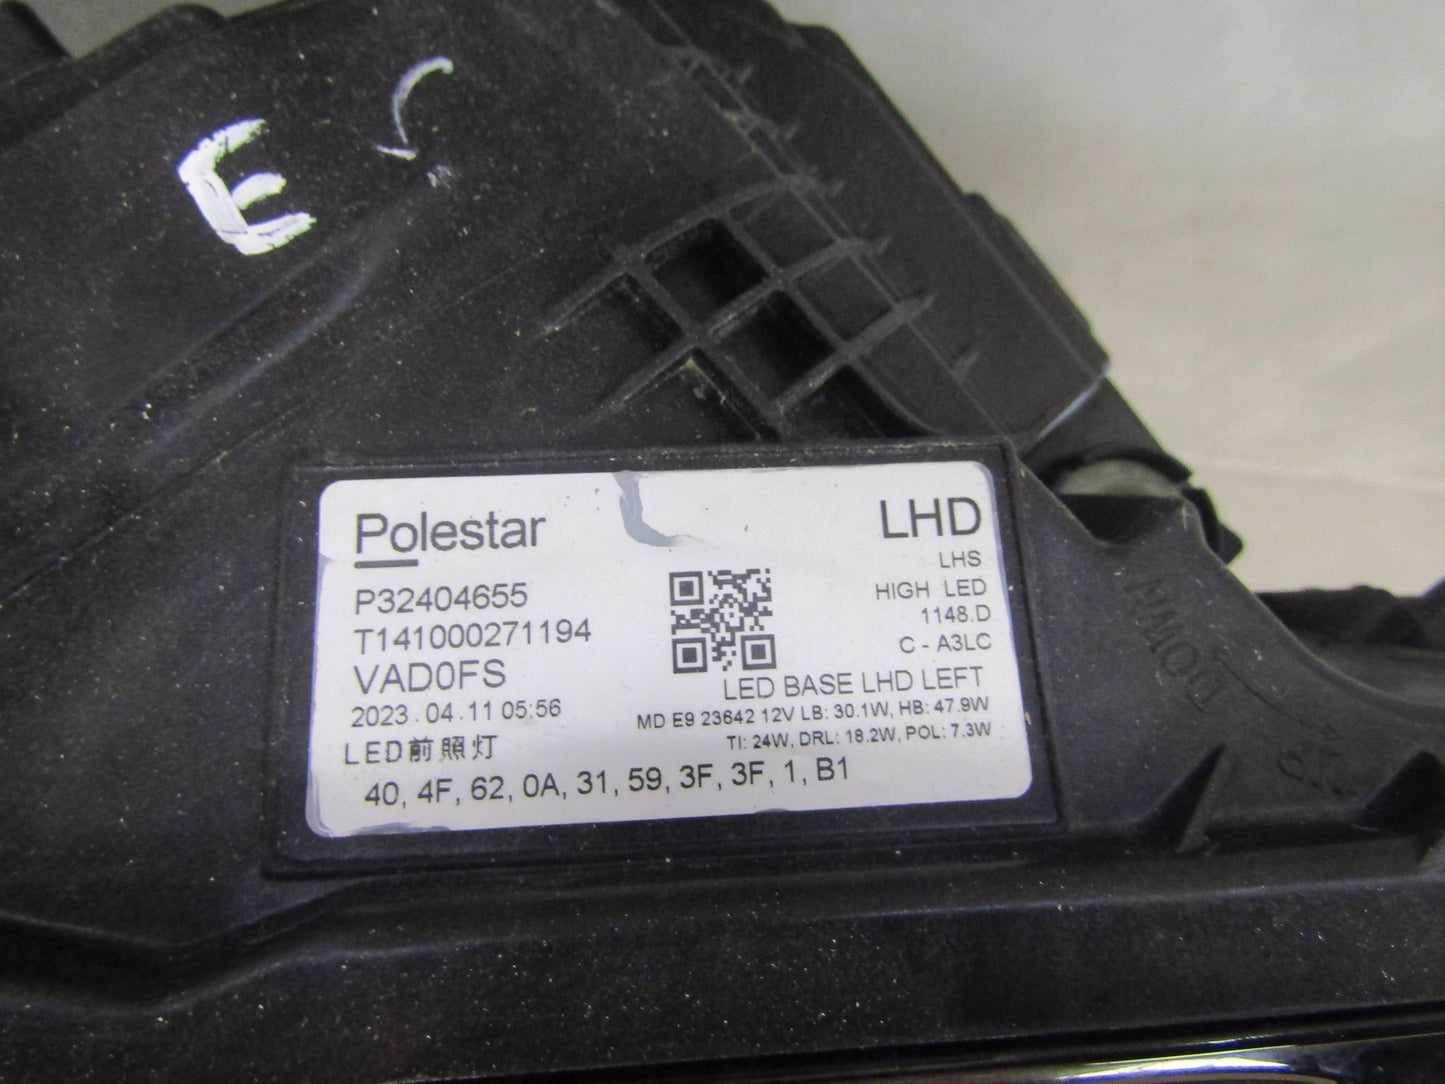 E
Polestar
P32404655
T141000271194
VAD0FS
2023.04.11 05:56
LED前照灯
LHD
LHS
HIGH LED
1148.D
C - A3LC
LED BASE LHD LEFT
MD E9 23642 12V LB: 30.1W, HB: 47.9W
TI: 24W, DRL: 18.2W, POL: 7.3W
40, 4F, 62, 0A, 31, 59, 3F, 3F, 1, B1
DOWN